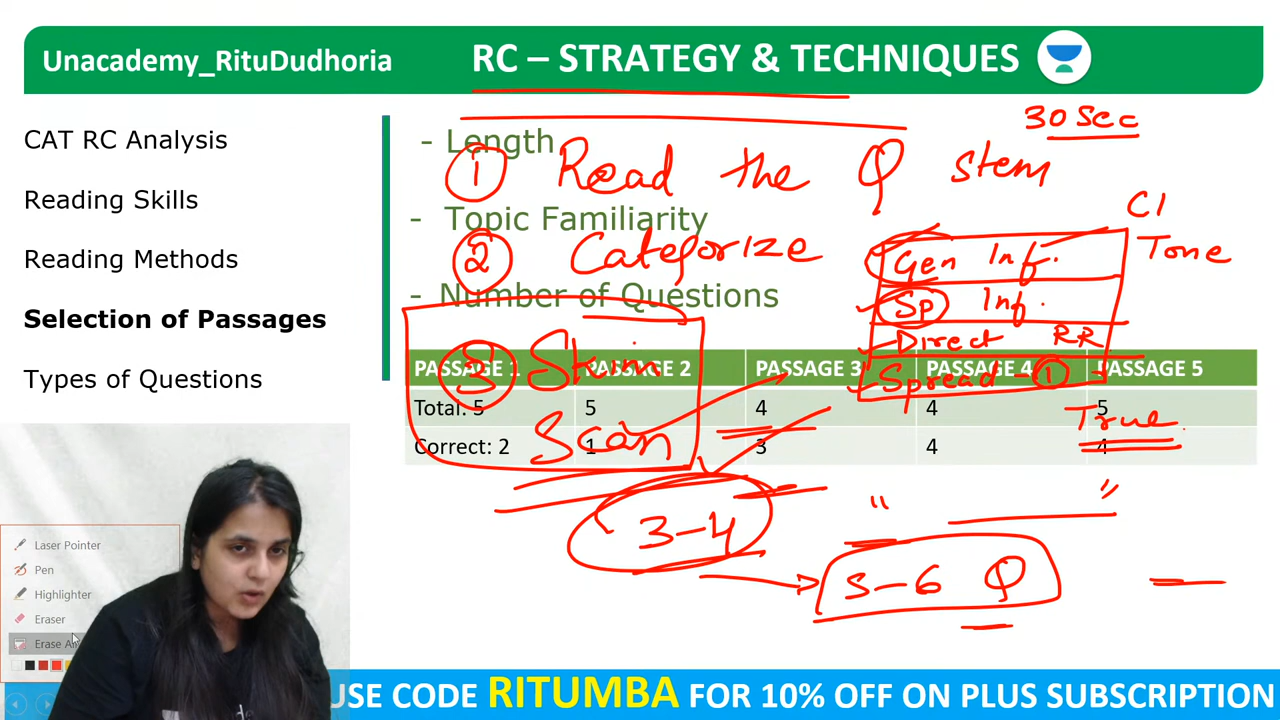 Unacademy_RituDudhoria
RC – STRATEGY & TECHNIQUES
30 Sec
CAT RC Analysis
Reading Skills
Reading Methods
Selection of Passages
Types of Questions
- Length
① Read the Q stem
- Topic Familiarity
② Categorize
- Number of Questions
CI
Tone
Gen Inf.
Sp Inf.
Direct RR
Spread - ①
True.
③ Skim
Scan
PASSAGE 1 PASSAGE 2 PASSAGE 3 PASSAGE 4 PASSAGE 5
Total: 5 5 4 4 5
Correct: 2 1 3 4 4
" "
3-4
5-6 Q
Laser Pointer
Pen
Highlighter
Eraser
USE CODE RITUMBA FOR 10% OFF ON PLUS SUBSCRIPTION